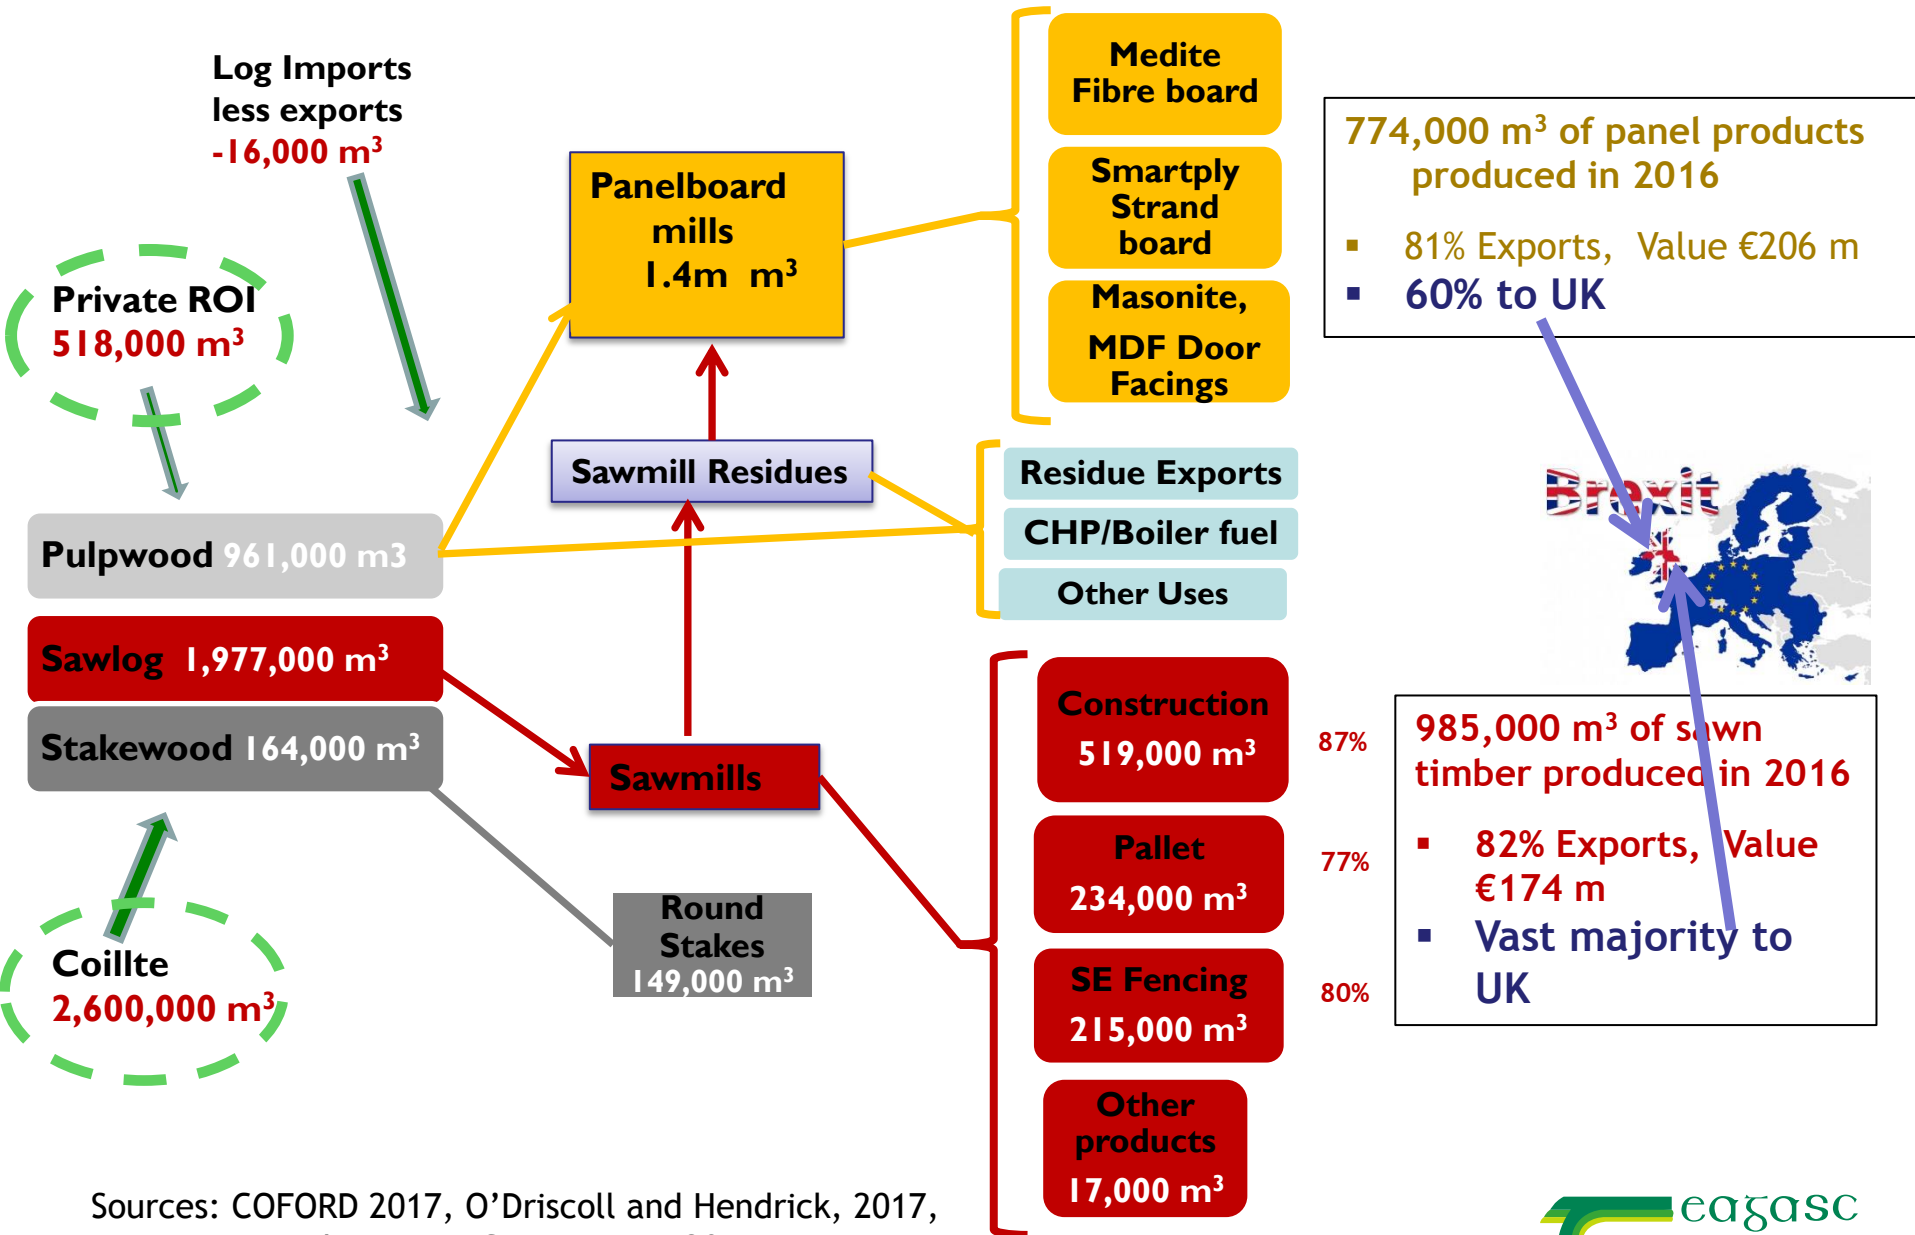 Log Imports
less exports
-16,000 m³
Private ROI
518,000 m³
Pulpwood 961,000 m3
Sawlog 1,977,000 m³
Stakewood 164,000 m³
Coillte
2,600,000 m³
Panelboard
mills
1.4m m³
Sawmill Residues
Sawmills
Round
Stakes
149,000 m³
Medite
Fibre board
Smartply
Strand
board
Masonite,
MDF Door
Facings
Residue Exports
CHP/Boiler fuel
Other Uses
Construction
519,000 m³
87%
Pallet
234,000 m³
77%
SE Fencing
215,000 m³
80%
Other
products
17,000 m³
774,000 m³ of panel products
produced in 2016
▪ 81% Exports, Value €206 m
▪ 60% to UK
Brexit
985,000 m³ of sawn
timber produced in 2016
▪ 82% Exports, Value
€174 m
▪ Vast majority to
UK
Sources: COFORD 2017, O'Driscoll and Hendrick, 2017,
eagasc